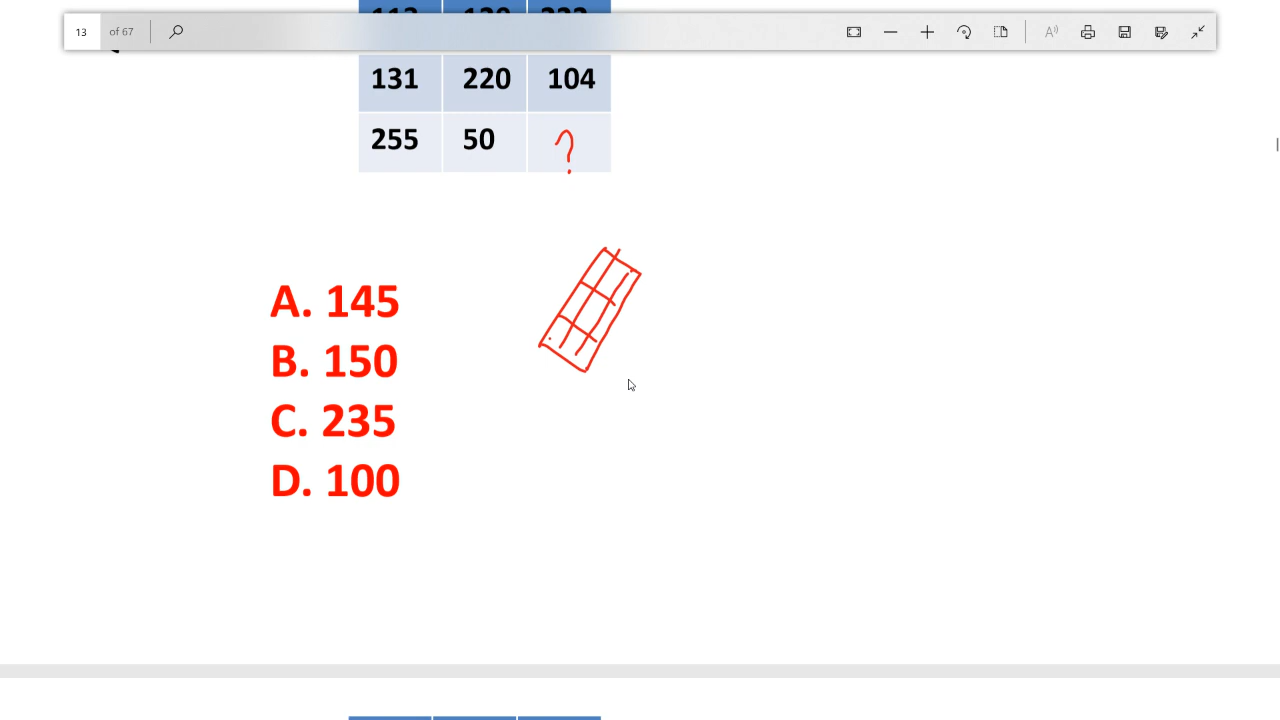 13 of 67
131 220 104
255 50 ?
A. 145
B. 150
C. 235
D. 100